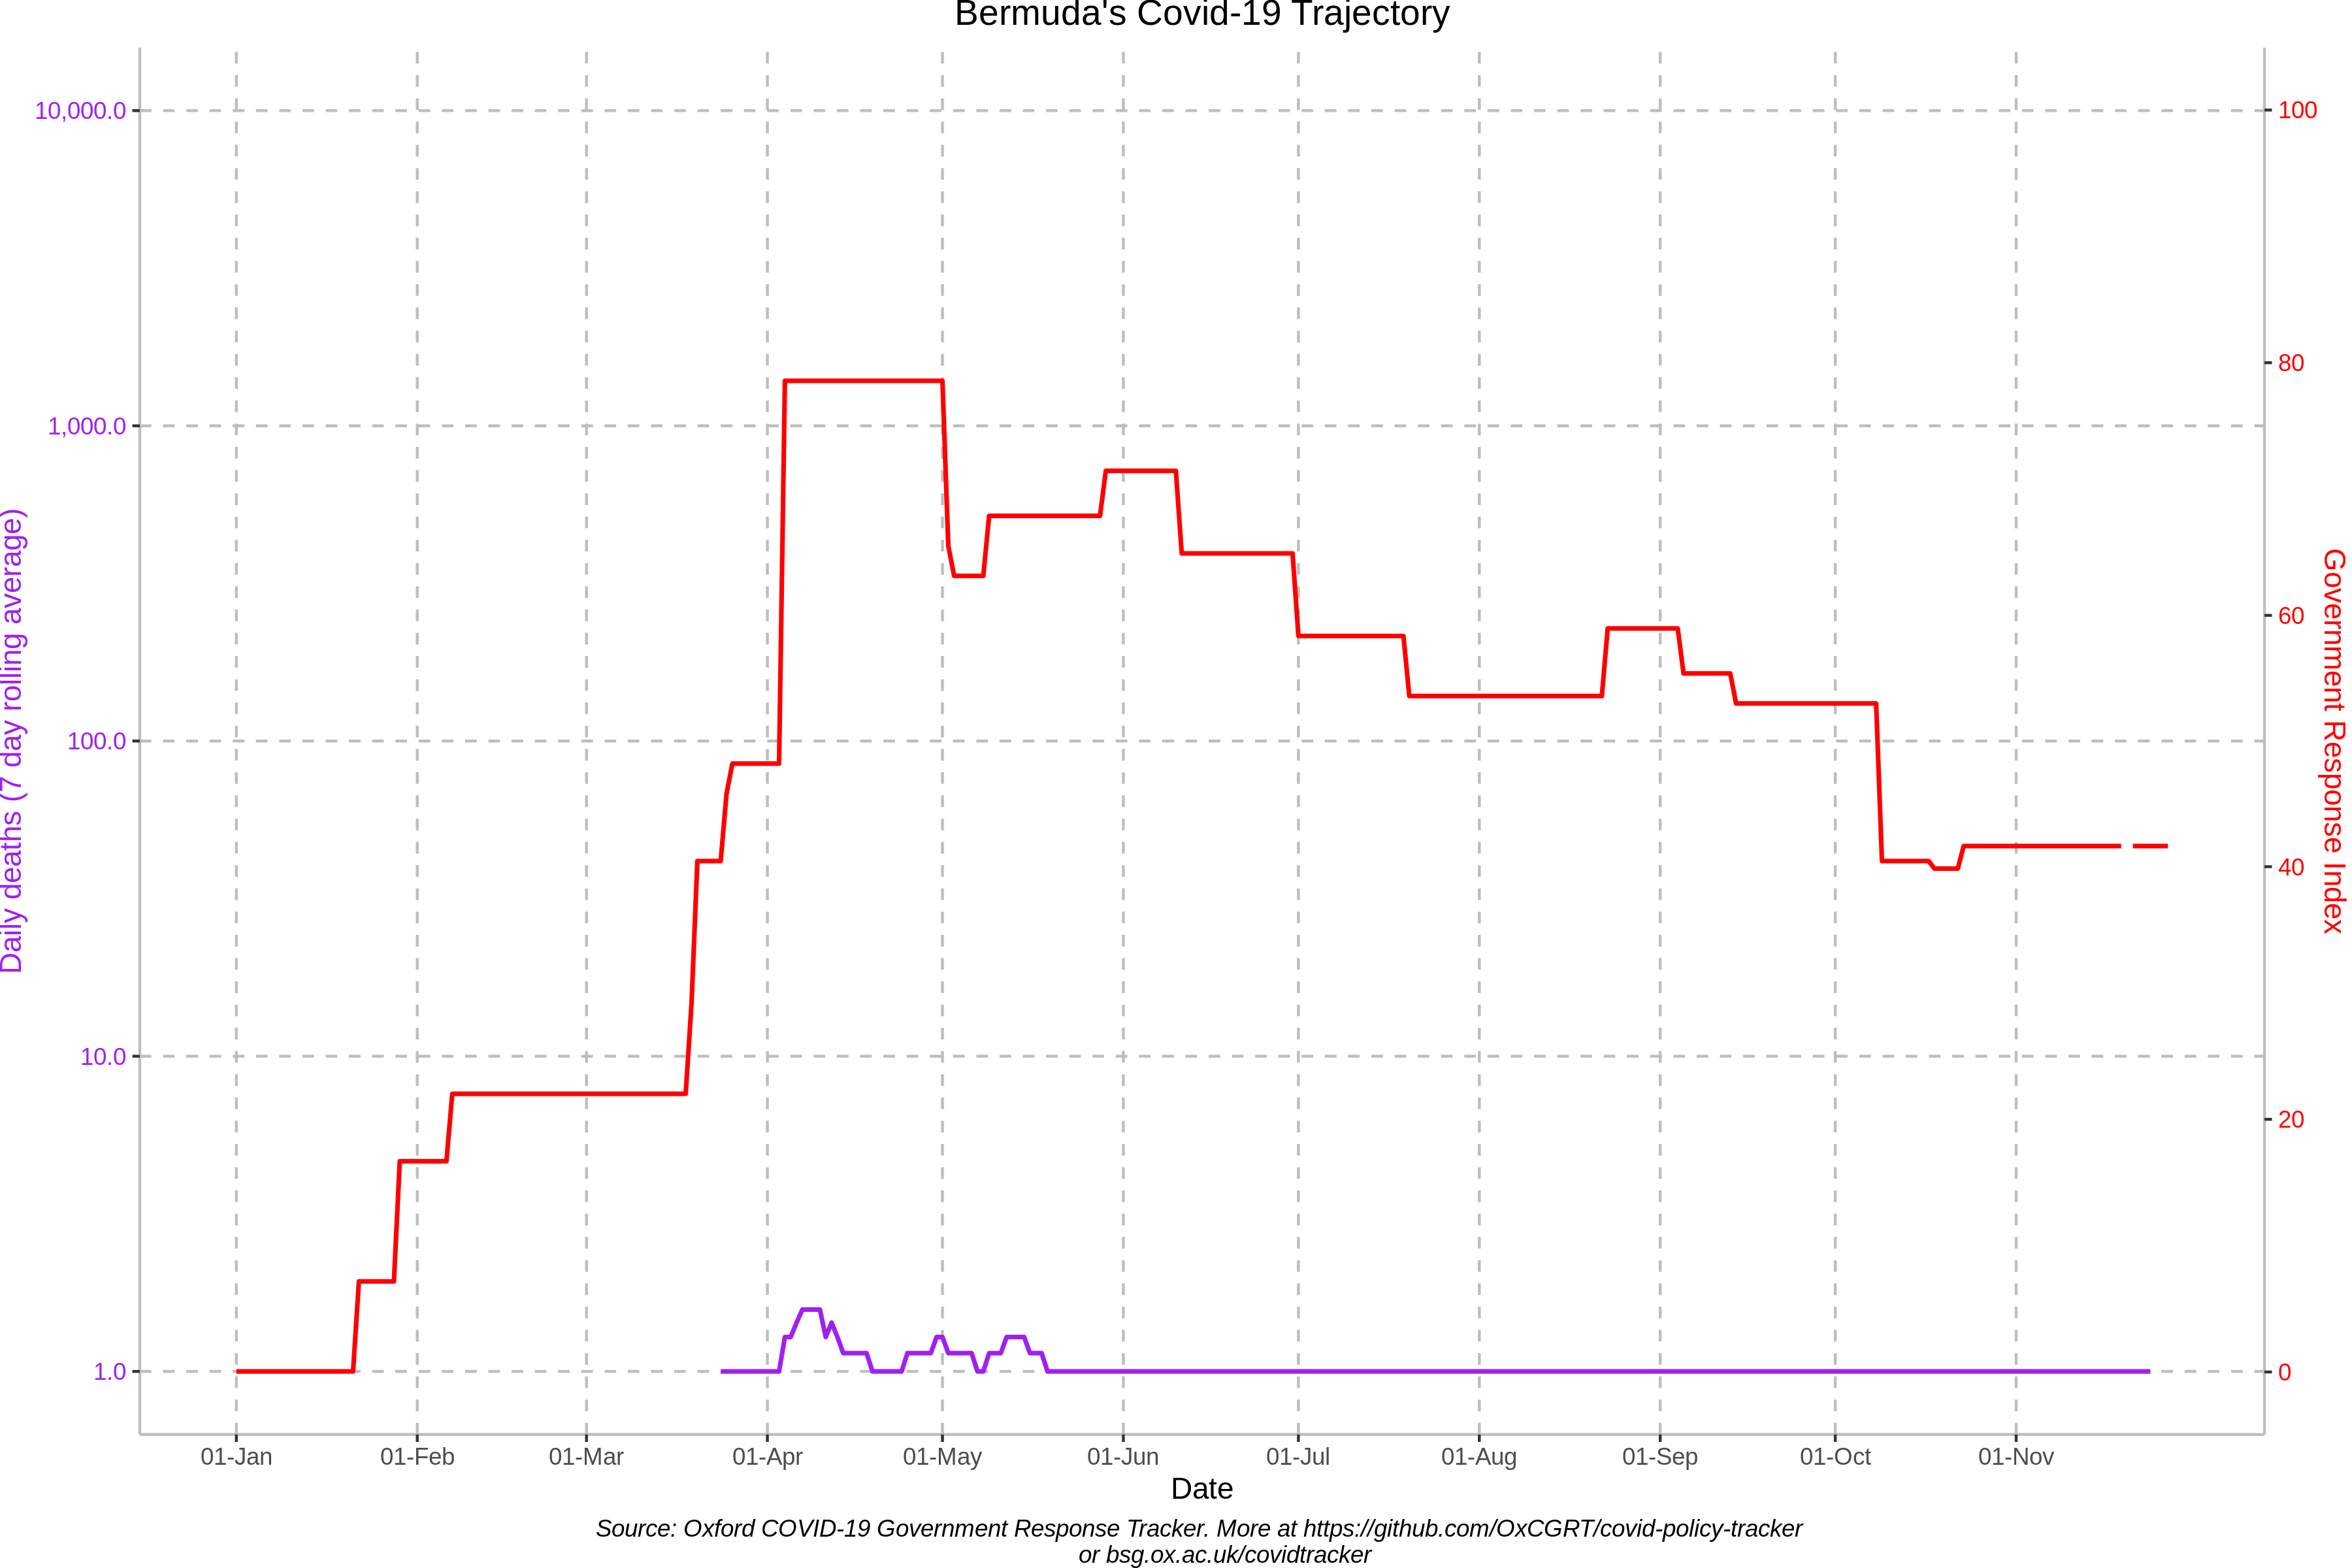 Bermuda's Covid-19 Trajectory
10,000.0
1,000.0
100.0
10.0
1.0
Daily deaths (7 day rolling average)
100
80
60
40
20
0
Government Response Index
01-Jan
01-Feb
01-Mar
01-Apr
01-May
01-Jun
01-Jul
01-Aug
01-Sep
01-Oct
01-Nov
Date
Source: Oxford COVID-19 Government Response Tracker. More at https://github.com/OxCGRT/covid-policy-tracker
or bsg.ox.ac.uk/covidtracker